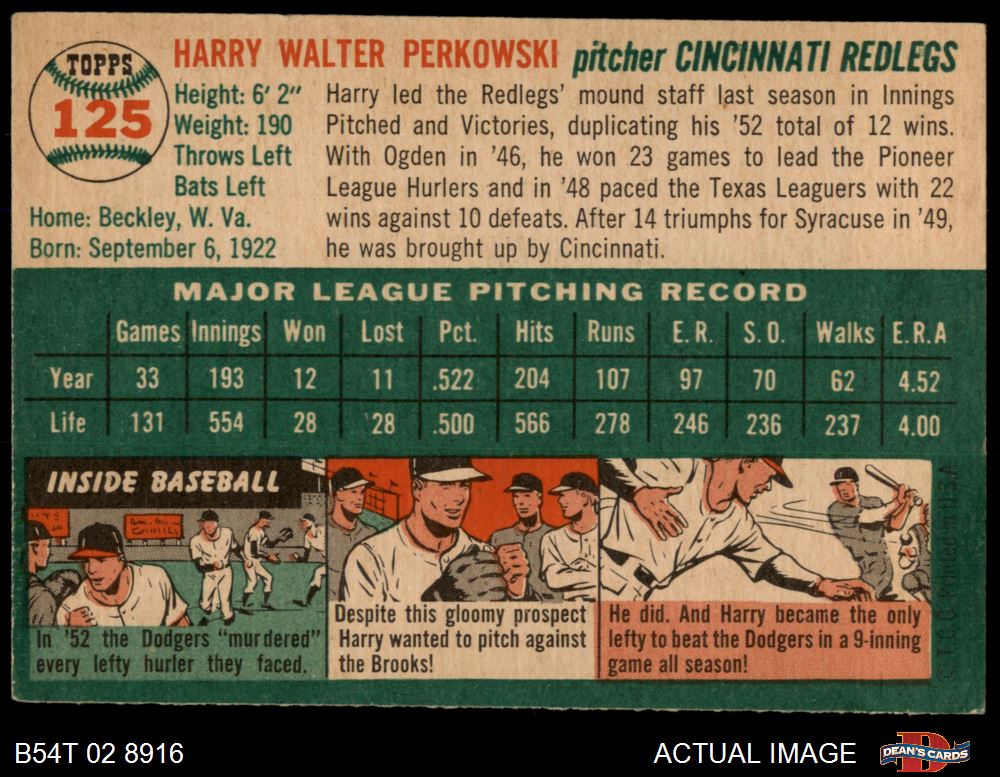 TOPPS
125
HARRY WALTER PERKOWSKI pitcher CINCINNATI REDLEGS
Height: 6' 2"
Weight: 190
Throws Left
Bats Left
Home: Beckley, W. Va.
Born: September 6, 1922
Harry led the Redlegs' mound staff last season in Innings
Pitched and Victories, duplicating his '52 total of 12 wins.
With Ogden in '46, he won 23 games to lead the Pioneer
League Hurlers and in '48 paced the Texas Leaguers with 22
wins against 10 defeats. After 14 triumphs for Syracuse in '49,
he was brought up by Cincinnati.
MAJOR LEAGUE PITCHING RECORD
Games Innings Won Lost Pct. Hits Runs E.R. S.O. Walks E.R.A
Year 33 193 12 11 .522 204 107 97 70 62 4.52
Life 131 554 28 28 .500 566 278 246 236 237 4.00
INSIDE BASEBALL
In '52 the Dodgers "murdered"
every lefty hurler they faced.
Despite this gloomy prospect
Harry wanted to pitch against
the Brooks!
He did. And Harry became the only
lefty to beat the Dodgers in a 9-inning
game all season!
B54T 02 8916
ACTUAL IMAGE
DEAN'S CARDS